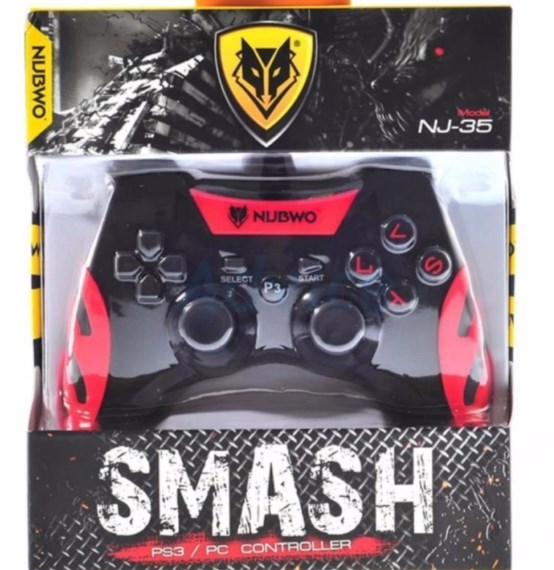 NUBWO
®
Model
NJ-35
NUBWO
SELECT
START
P3
SMASH
PS3 / PC CONTROLLER